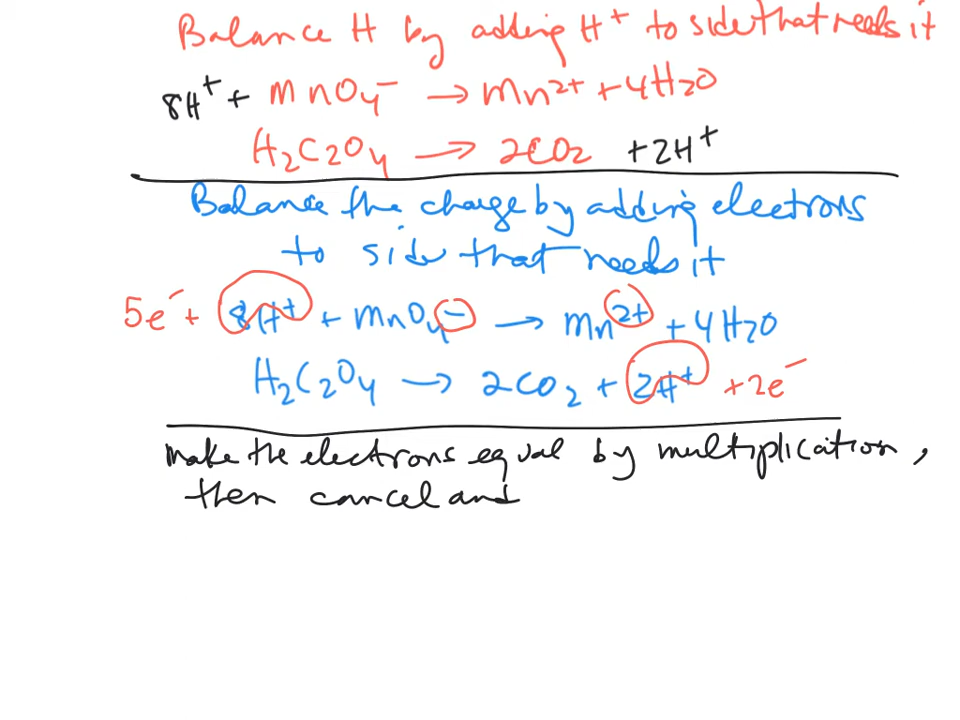 Balance H by adding H⁺ to side that needs it
8H⁺ + MnO₄⁻ → Mn²⁺ + 4H₂O
H₂C₂O₄ → 2CO₂ + 2H⁺
Balance the charge by adding electrons
to side that needs it
5e⁻ + 8H⁺ + MnO₄⁻ → Mn²⁺ + 4H₂O
H₂C₂O₄ → 2CO₂ + 2H⁺ + 2e⁻
make the electrons equal by multiplication,
then cancel and